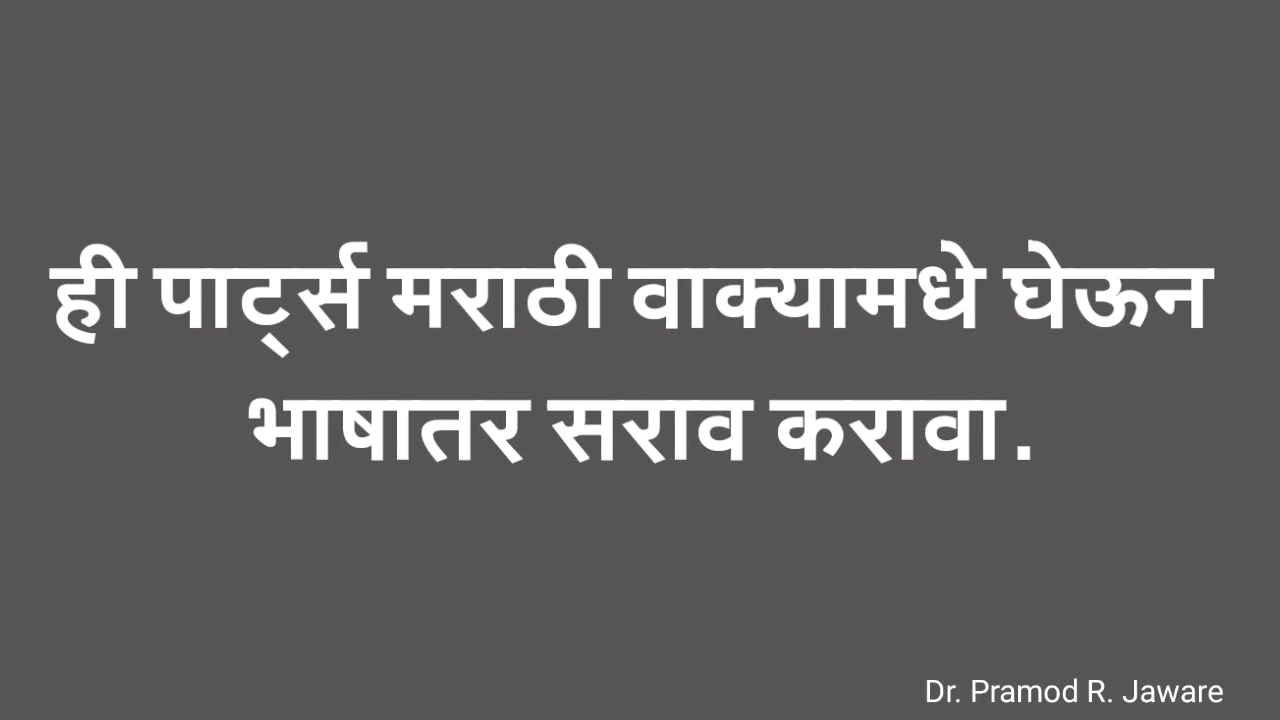 ही पार्ट्स मराठी वाक्यामधे घेऊन
भाषातर सराव करावा.
Dr. Pramod R. Jaware